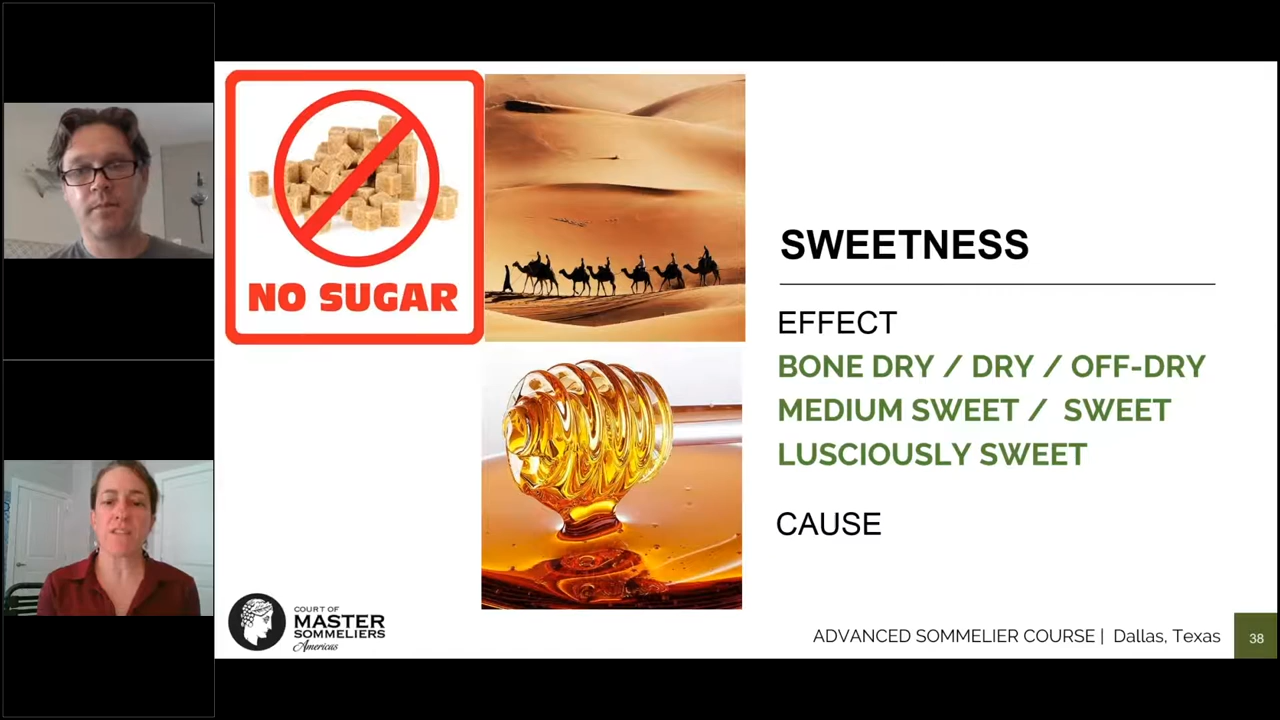 NO SUGAR
SWEETNESS
EFFECT
BONE DRY / DRY / OFF-DRY
MEDIUM SWEET / SWEET
LUSCIOUSLY SWEET
CAUSE
COURT OF
MASTER
SOMMELIERS
Americas
ADVANCED SOMMELIER COURSE | Dallas, Texas
38